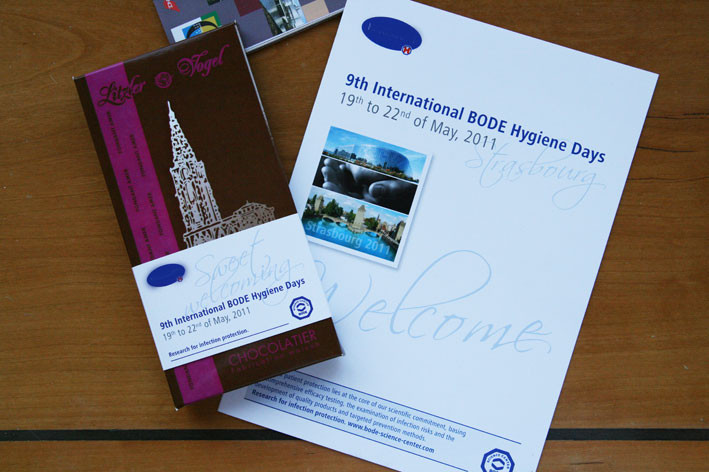 Litzler & Vogel
Sweet
welcoming
9th International BODE Hygiene Days
19th to 22nd of May, 2011
Research for infection protection.
CHOCOLATIER
9th International BODE Hygiene Days
19th to 22nd of May, 2011
Strasbourg
Strasbourg 2011
Welcome
patient protection lies at the core of our scientific commitment, basing
comprehensive efficacy testing, the examination of infection risks and the
development of quality products and targeted prevention methods.
Research for infection protection. www.bode-science-center.com
SCIENCE CENTER